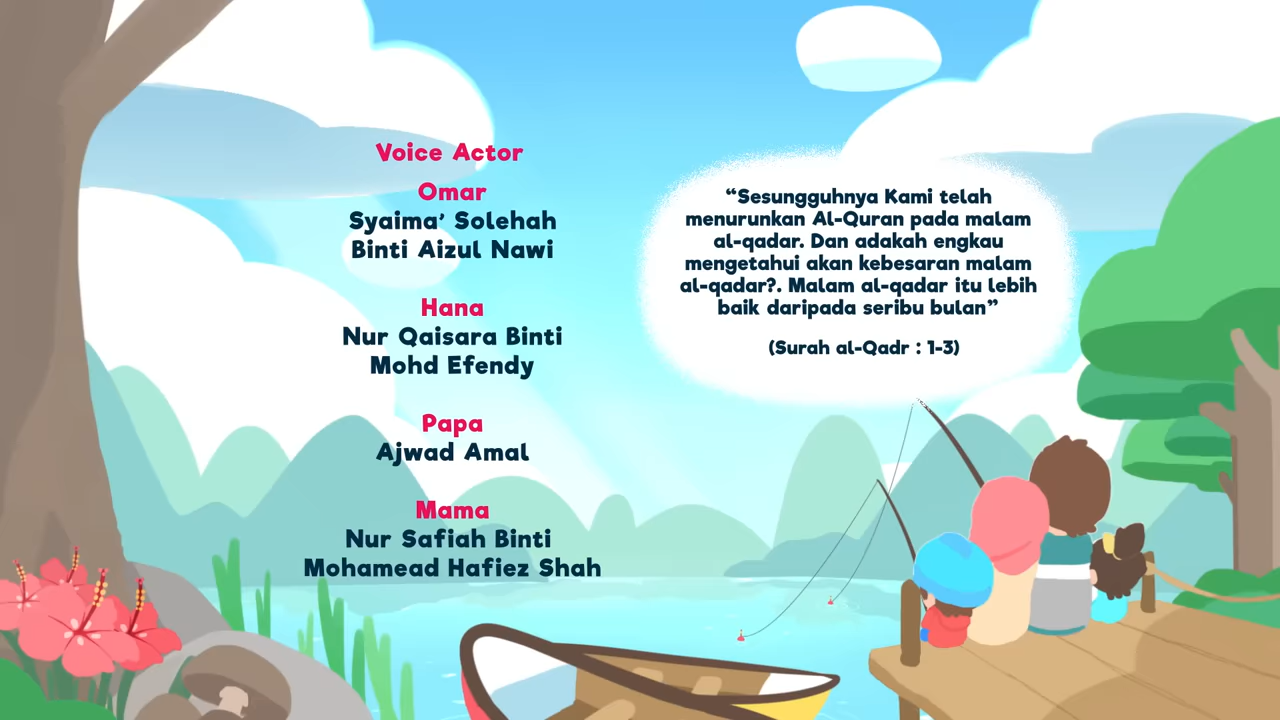 Voice Actor
Omar
Syaima’ Solehah
Binti Aizul Nawi
Hana
Nur Qaisara Binti
Mohd Efendy
Papa
Ajwad Amal
Mama
Nur Safiah Binti
Mohamead Hafiez Shah
“Sesungguhnya Kami telah
menurunkan Al-Quran pada malam
al-qadar. Dan adakah engkau
mengetahui akan kebesaran malam
al-qadar?. Malam al-qadar itu lebih
baik daripada seribu bulan”
(Surah al-Qadr : 1-3)